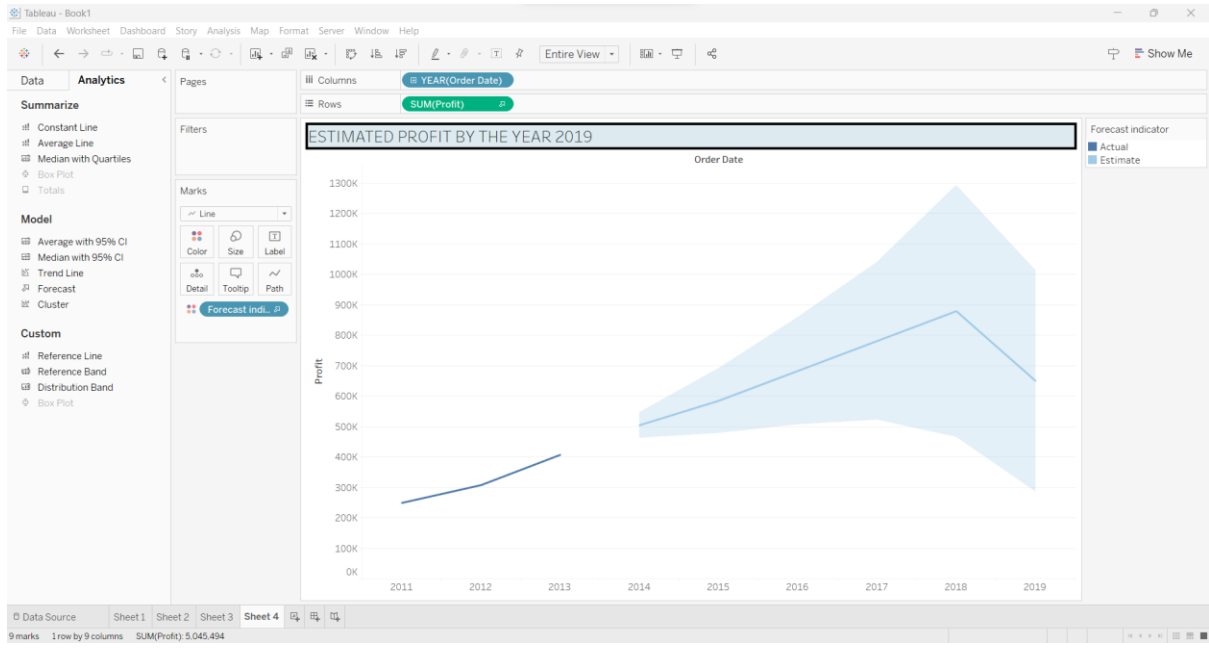 Tableau - Book1
File Data Worksheet Dashboard Story Analysis Map Format Server Window Help
Entire View
Show Me
Data Analytics
Summarize
Constant Line
Average Line
Median with Quartiles
Box Plot
Totals
Model
Average with 95% CI
Median with 95% CI
Trend Line
Forecast
Cluster
Custom
Reference Line
Reference Band
Distribution Band
Box Plot
Pages
Filters
Marks
Line
Color Size Label
Detail Tooltip Path
Forecast indi..
Columns YEAR(Order Date)
Rows SUM(Profit)
ESTIMATED PROFIT BY THE YEAR 2019
Order Date
Profit
1300K
1200K
1100K
1000K
900K
800K
700K
600K
500K
400K
300K
200K
100K
0K
2011 2012 2013 2014 2015 2016 2017 2018 2019
Forecast indicator
Actual
Estimate
Data Source Sheet 1 Sheet 2 Sheet 3 Sheet 4
9 marks 1 row by 9 columns SUM(Profit): 5,045,494